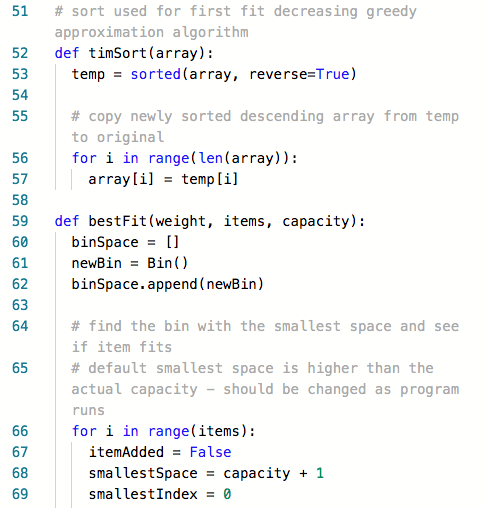 51 # sort used for first fit decreasing greedy
approximation algorithm
52 def timSort(array):
53 temp = sorted(array, reverse=True)
54
55 # copy newly sorted descending array from temp
to original
56 for i in range(len(array)):
57 array[i] = temp[i]
58
59 def bestFit(weight, items, capacity):
60 binSpace = []
61 newBin = Bin()
62 binSpace.append(newBin)
63
64 # find the bin with the smallest space and see
if item fits
65 # default smallest space is higher than the
actual capacity – should be changed as program
runs
66 for i in range(items):
67 itemAdded = False
68 smallestSpace = capacity + 1
69 smallestIndex = 0